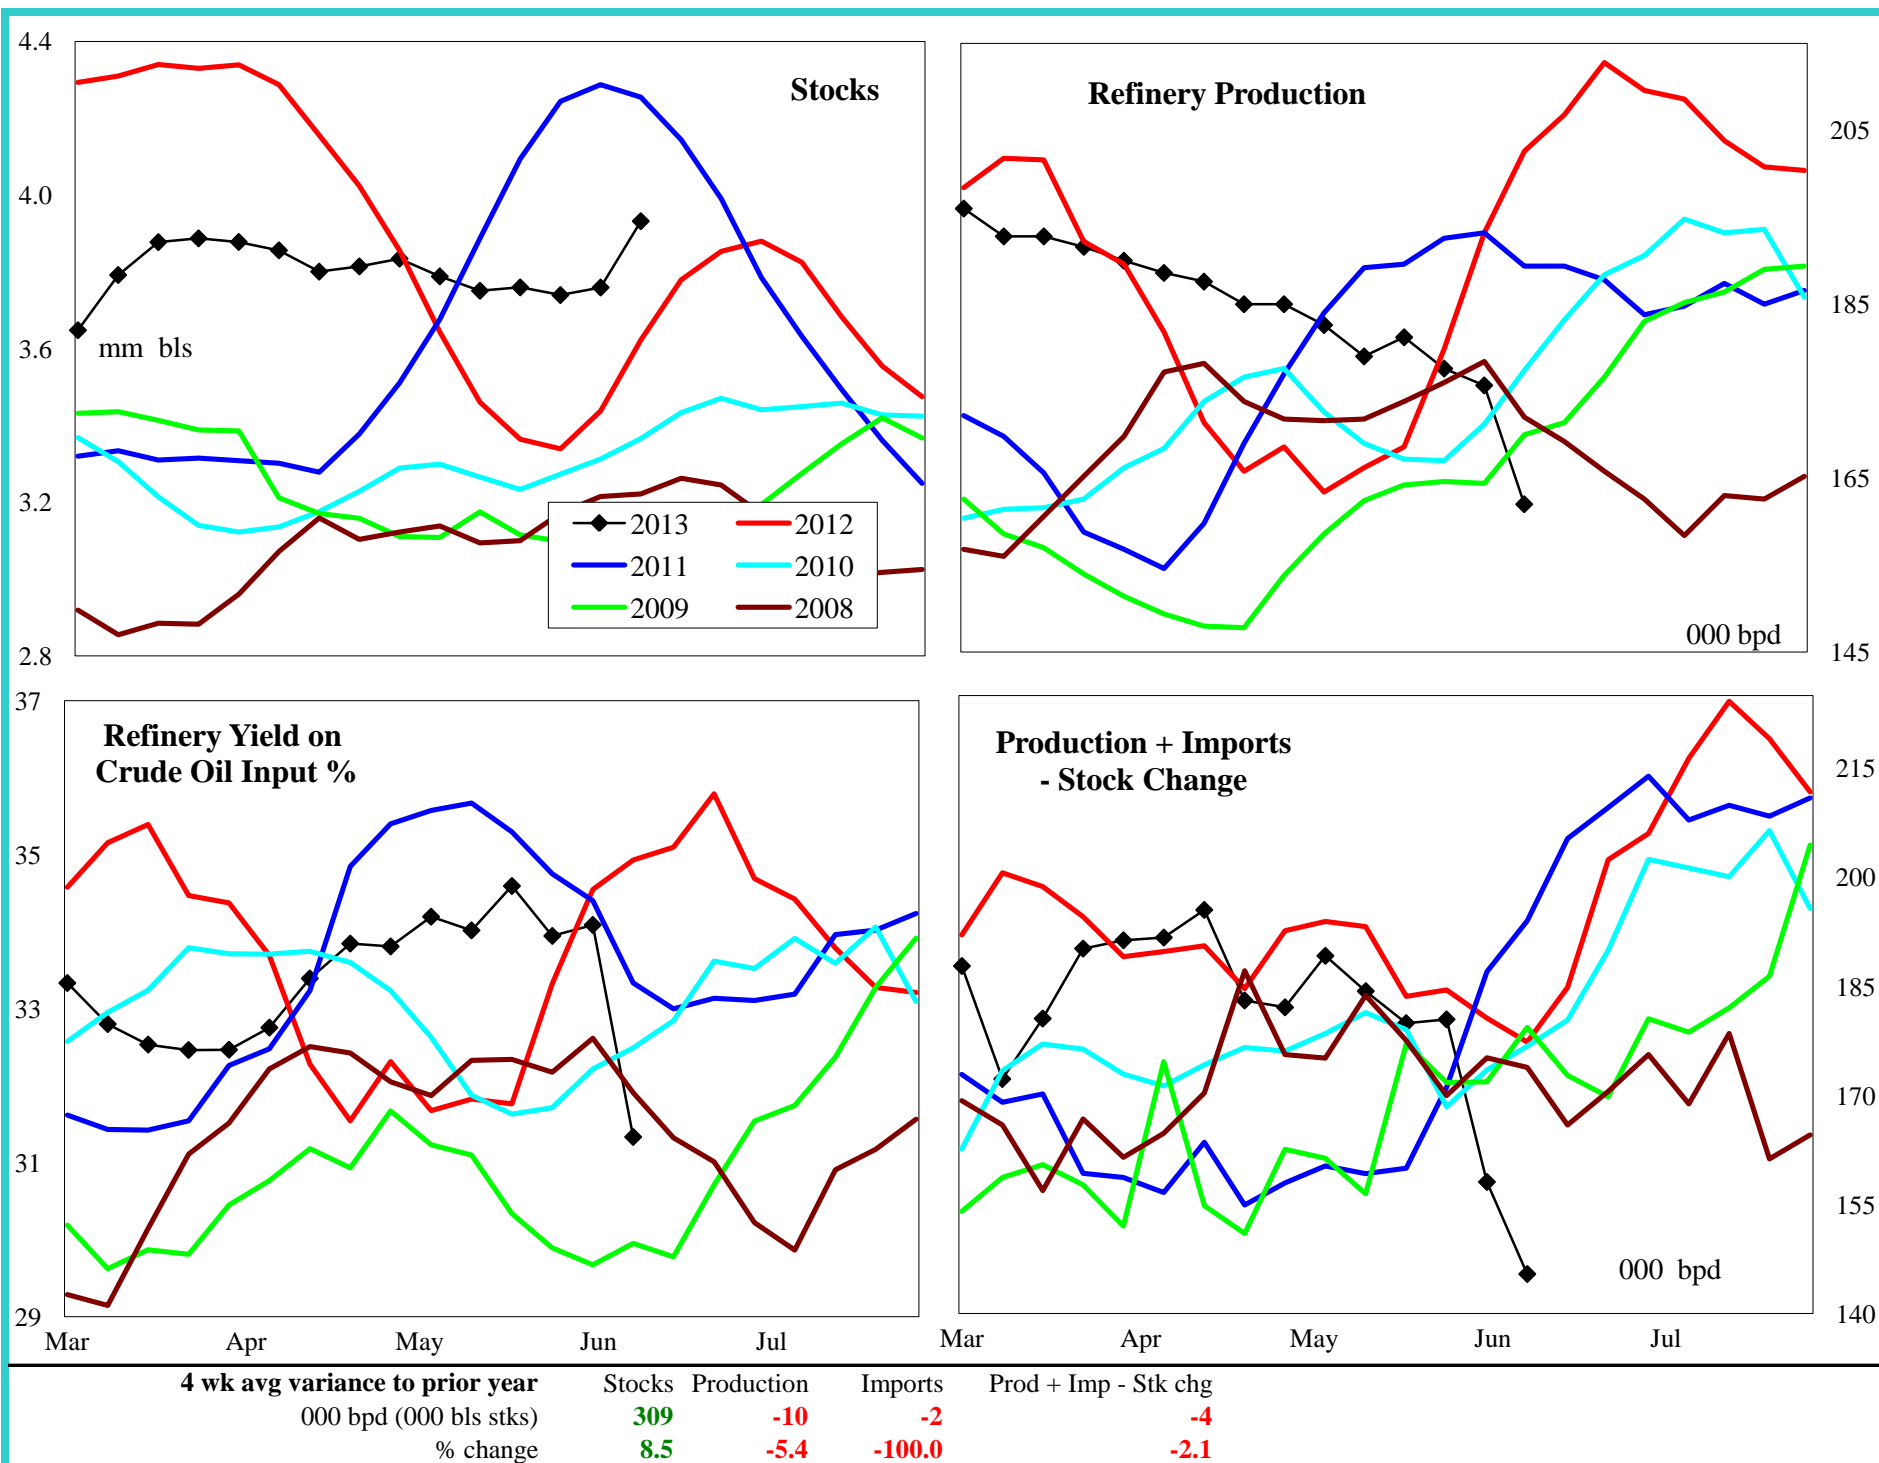 Stocks
4.4
4.0
3.6
3.2
2.8
mm bls
2013
2012
2011
2010
2009
2008
Refinery Production
205
185
165
145
000 bpd
Refinery Yield on
Crude Oil Input %
37
35
33
31
29
Mar Apr May Jun Jul
Production + Imports
- Stock Change
215
200
185
170
155
140
000 bpd
Mar Apr May Jun Jul
4 wk avg variance to prior year Stocks Production Imports Prod + Imp - Stk chg
000 bpd (000 bls stks) 309 -10 -2 -4
% change 8.5 -5.4 -100.0 -2.1